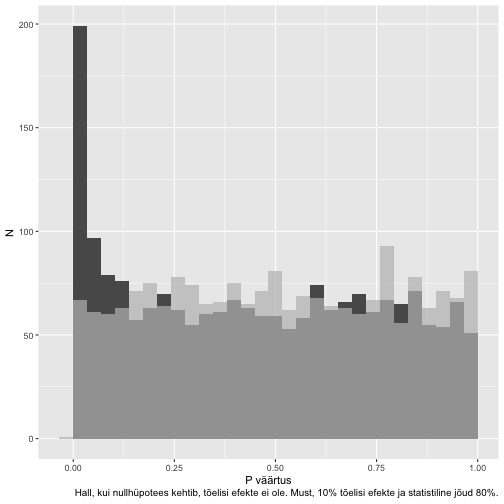 200
150
N
100
50
0
0.00 0.25 0.50 0.75 1.00
P väärtus
Hall, kui nullhüpotees kehtib, tõelisi efekte ei ole. Must, 10% tõelisi efekte ja statistiline jõud 80%.